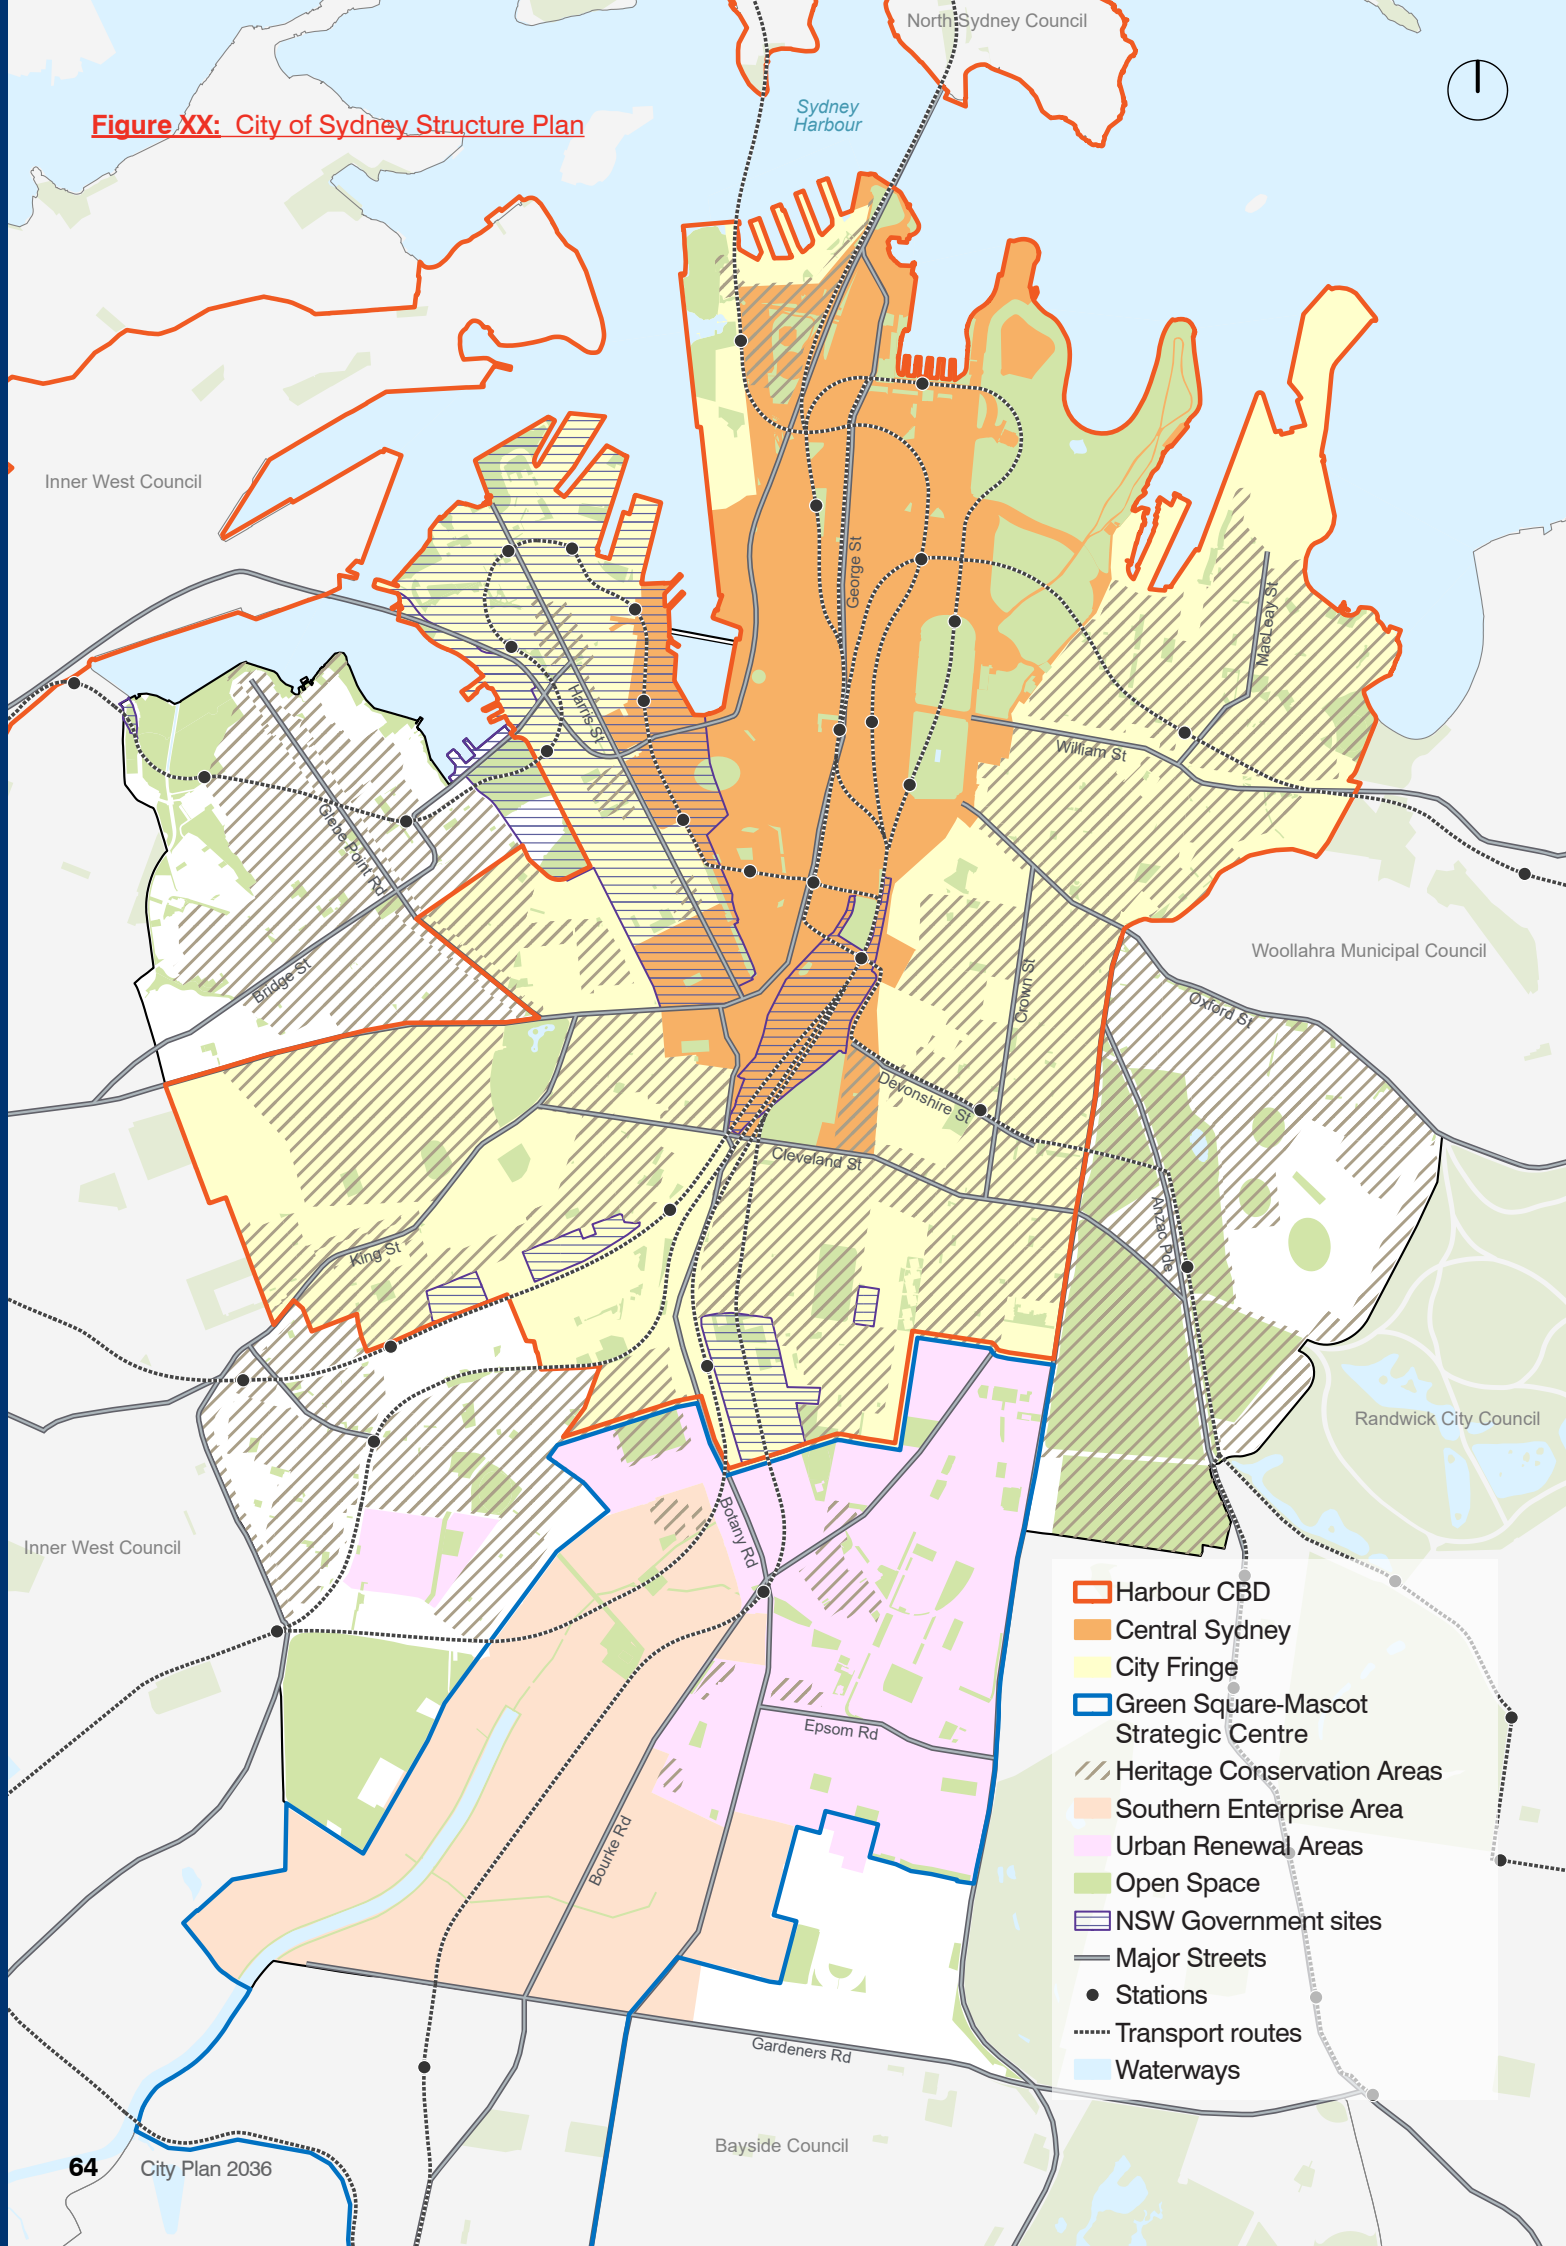 North Sydney Council
Figure XX: City of Sydney Structure Plan
Sydney
Harbour
Inner West Council
George St
MacLeay St
Harris St
William St
Glebe Point Rd
Woollahra Municipal Council
Bridge St
Crown St
Oxford St
Devonshire St
Cleveland St
Anzac Pde
King St
Randwick City Council
Inner West Council
Botany Rd
Harbour CBD
Central Sydney
City Fringe
Green Square-Mascot
Strategic Centre
Epsom Rd
Heritage Conservation Areas
Southern Enterprise Area
Bourke Rd
Urban Renewal Areas
Open Space
NSW Government sites
Major Streets
Stations
Transport routes
Gardeners Rd
Waterways
Bayside Council
64 City Plan 2036